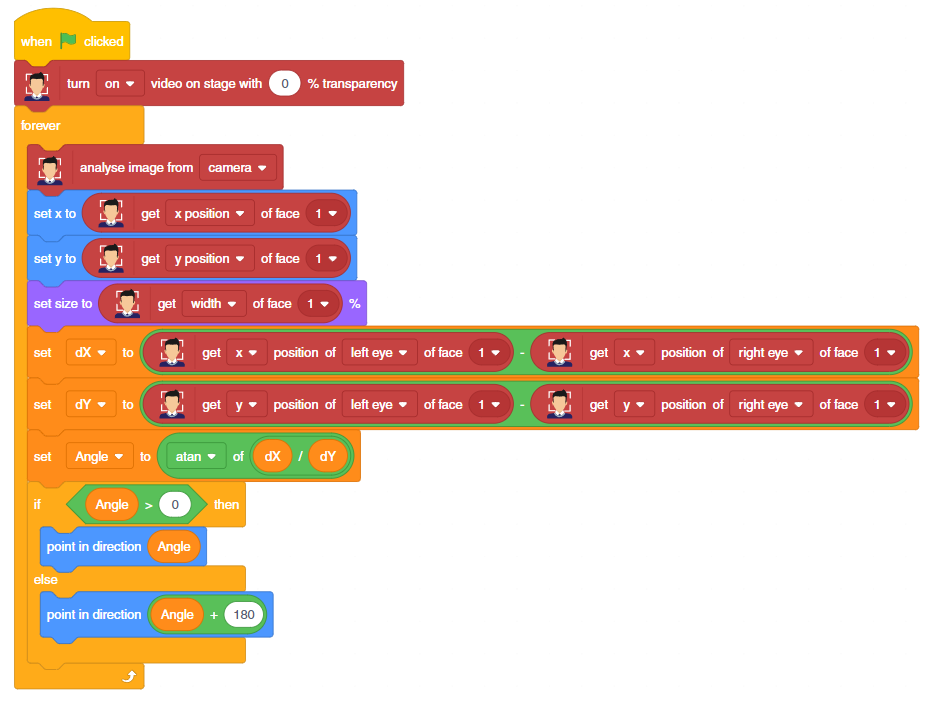 when clicked
turn on video on stage with 0 % transparency
forever
analyse image from camera
set x to get x position of face 1
set y to get y position of face 1
set size to get width of face 1 %
set dX to get x position of left eye of face 1 - get x position of right eye of face 1
set dY to get y position of left eye of face 1 - get y position of right eye of face 1
set Angle to atan of dX / dY
if Angle > 0 then
point in direction Angle
else
point in direction Angle + 180